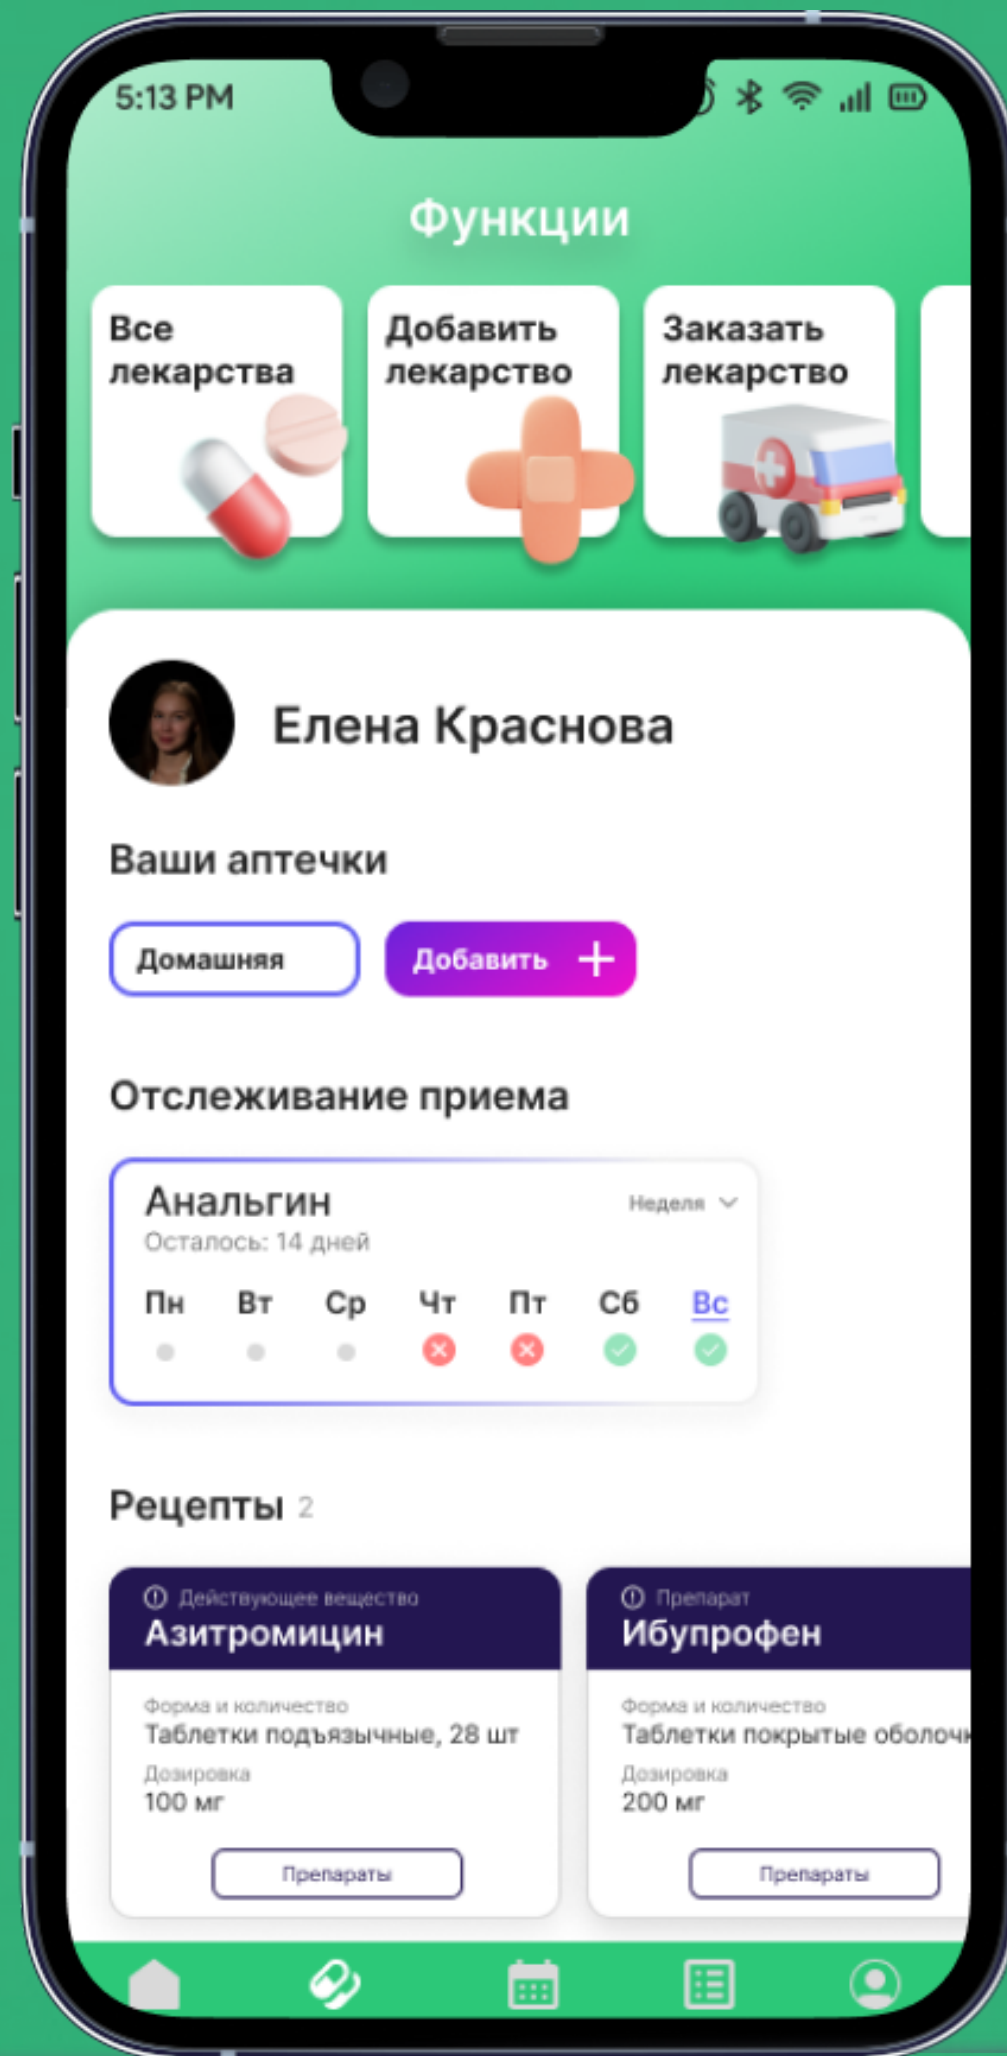 5:13 PM
Функции
Все
лекарства
Добавить
лекарство
Заказать
лекарство
Елена Краснова
Ваши аптечки
Домашняя
Добавить
Отслеживание приема
Анальгин
Неделя
Осталось: 14 дней
Пн Вт Ср Чт Пт Сб Вс
Рецепты 2
Действующее вещество
Азитромицин
Форма и количество
Таблетки подъязычные, 28 шт
Дозировка
100 мг
Препараты
Препарат
Ибупрофен
Форма и количество
Таблетки покрытые оболочк
Дозировка
200 мг
Препараты